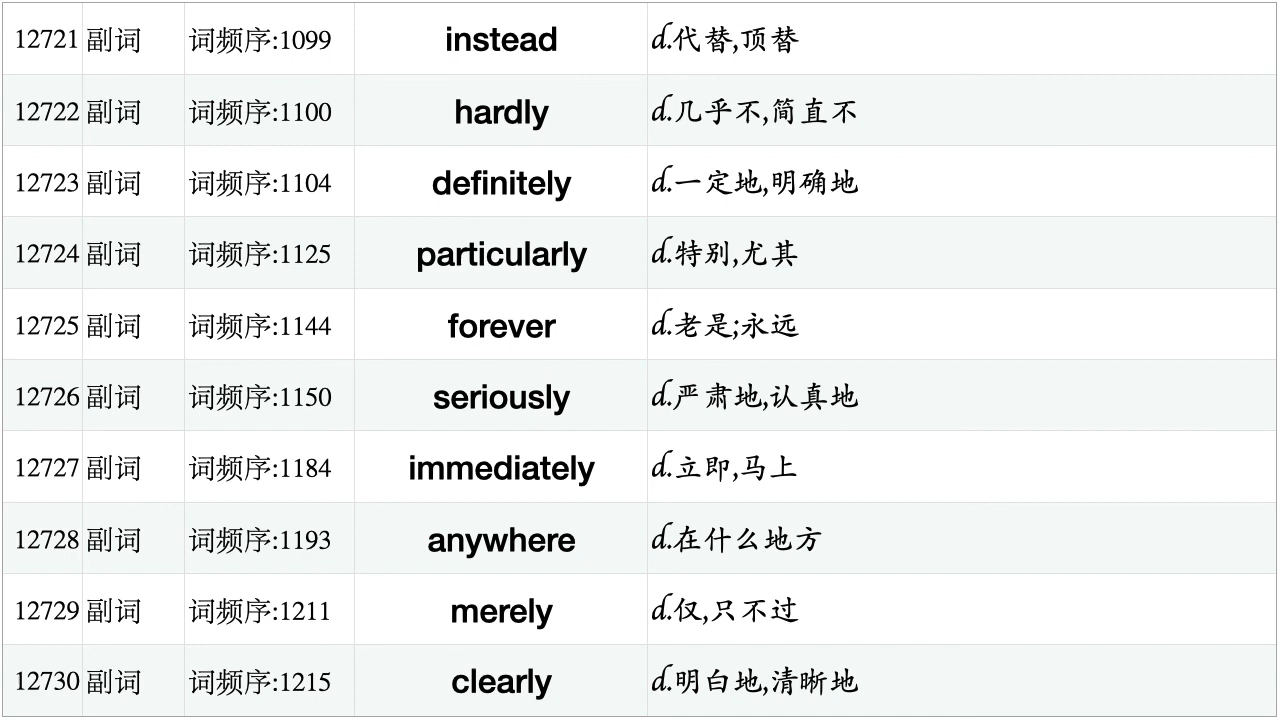 12721 副词 词频序:1099 instead d.代替,顶替
12722 副词 词频序:1100 hardly d.几乎不,简直不
12723 副词 词频序:1104 definitely d.一定地,明确地
12724 副词 词频序:1125 particularly d.特别,尤其
12725 副词 词频序:1144 forever d.老是;永远
12726 副词 词频序:1150 seriously d.严肃地,认真地
12727 副词 词频序:1184 immediately d.立即,马上
12728 副词 词频序:1193 anywhere d.在什么地方
12729 副词 词频序:1211 merely d.仅,只不过
12730 副词 词频序:1215 clearly d.明白地,清晰地